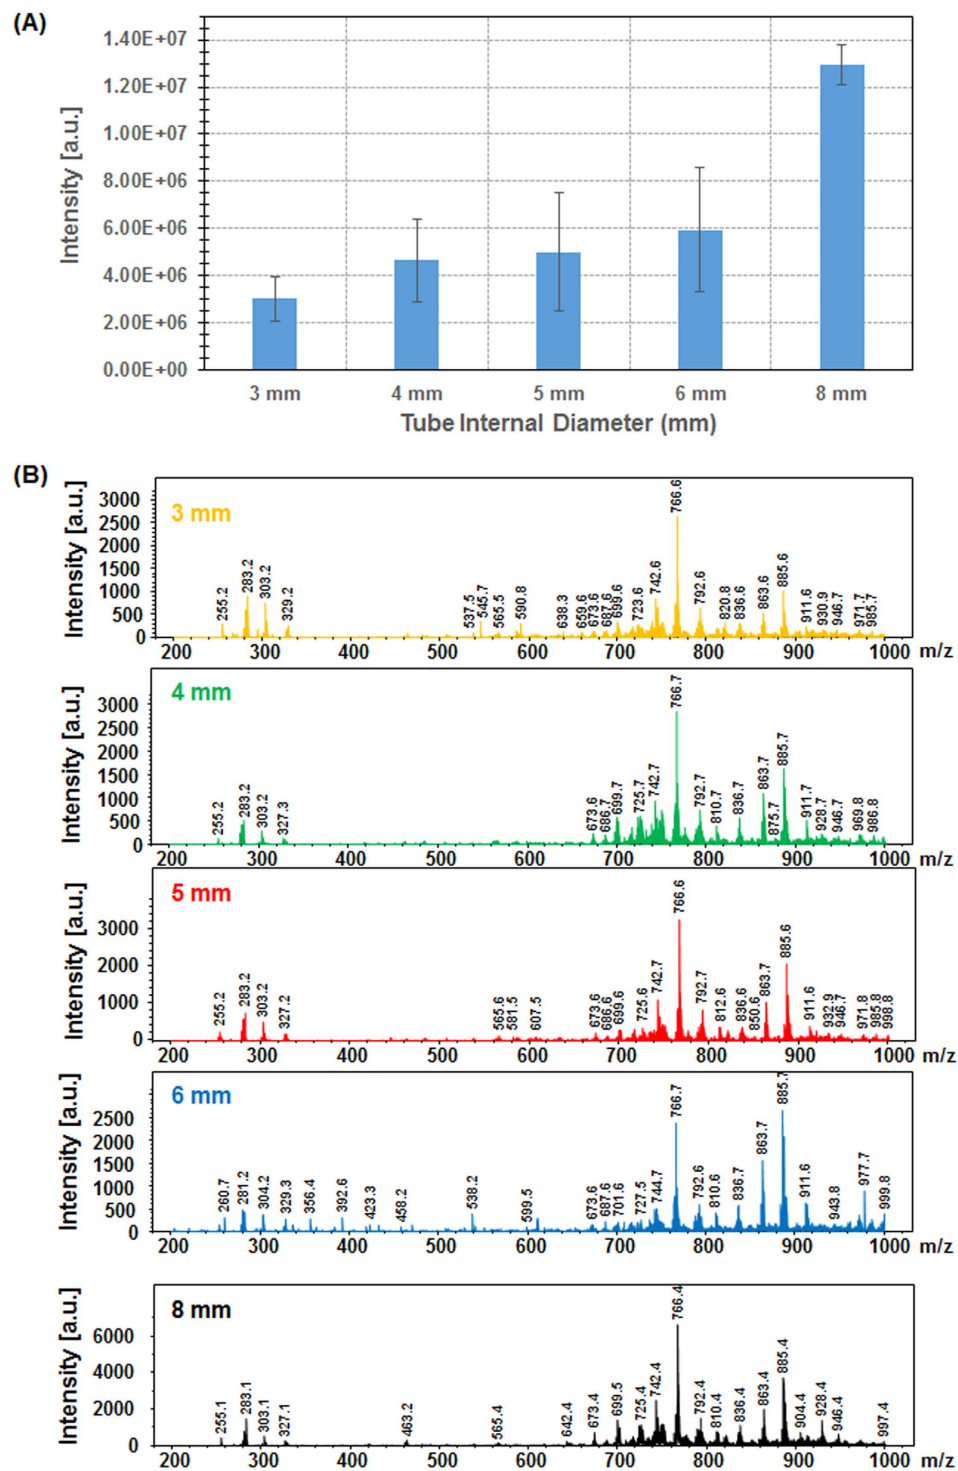 (A)
Intensity [a.u.]
1.40E+07
1.20E+07
1.00E+07
8.00E+06
6.00E+06
4.00E+06
2.00E+06
0.00E+00
3 mm 4 mm 5 mm 6 mm 8 mm
Tube Internal Diameter (mm)
(B)
Intensity [a.u.]
3000
2500
2000
1500
1000
500
0
3 mm
255.2 283.2 303.2 329.2 537.5 545.7 565.5 590.8 638.3 659.6 673.6 687.6 699.6 723.6 742.6 766.6 792.6 820.8 836.6 863.6 885.6 911.6 930.9 946.7 971.7 985.7
200 300 400 500 600 700 800 900 1000 m/z
Intensity [a.u.]
3000
2500
2000
1500
1000
500
0
4 mm
255.2 283.2 303.2 327.3 673.6 686.7 699.7 725.7 742.7 766.7 792.7 810.7 836.7 863.7 875.7 885.7 911.7 928.7 946.7 969.8 986.8
200 300 400 500 600 700 800 900 1000 m/z
Intensity [a.u.]
3000
2000
1000
0
5 mm
255.2 283.2 303.2 327.2 565.6 581.5 607.5 673.6 686.6 699.6 725.6 742.7 766.6 792.7 812.6 836.6 850.6 863.7 885.6 911.6 932.9 946.7 971.8 985.8 998.8
200 300 400 500 600 700 800 900 1000 m/z
Intensity [a.u.]
2500
2000
1500
1000
500
0
6 mm
260.7 281.2 304.2 329.3 356.4 392.6 423.3 458.2 538.2 599.5 673.6 687.6 701.6 727.5 744.7 766.7 792.6 810.6 836.7 863.7 885.7 911.6 943.8 977.7 999.8
200 300 400 500 600 700 800 900 1000 m/z
Intensity [a.u.]
6000
4000
2000
0
8 mm
255.1 283.1 303.1 327.1 463.2 565.4 642.4 673.4 699.5 725.4 742.4 766.4 792.4 810.4 836.4 863.4 885.4 904.4 928.4 946.4 997.4
200 300 400 500 600 700 800 900 1000 m/z